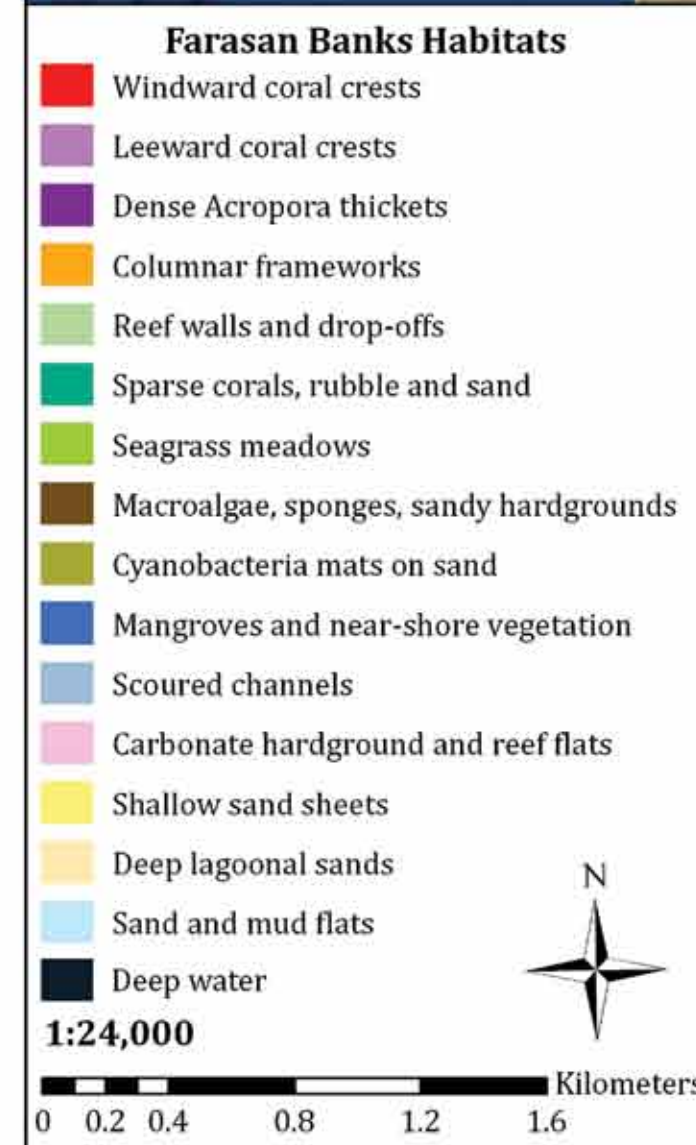 Farasan Banks Habitats
Windward coral crests
Leeward coral crests
Dense Acropora thickets
Columnar frameworks
Reef walls and drop-offs
Sparse corals, rubble and sand
Seagrass meadows
Macroalgae, sponges, sandy hardgrounds
Cyanobacteria mats on sand
Mangroves and near-shore vegetation
Scoured channels
Carbonate hardground and reef flats
Shallow sand sheets
Deep lagoonal sands
N
Sand and mud flats
Deep water
1:24,000
Kilometers
0 0.2 0.4 0.8 1.2 1.6